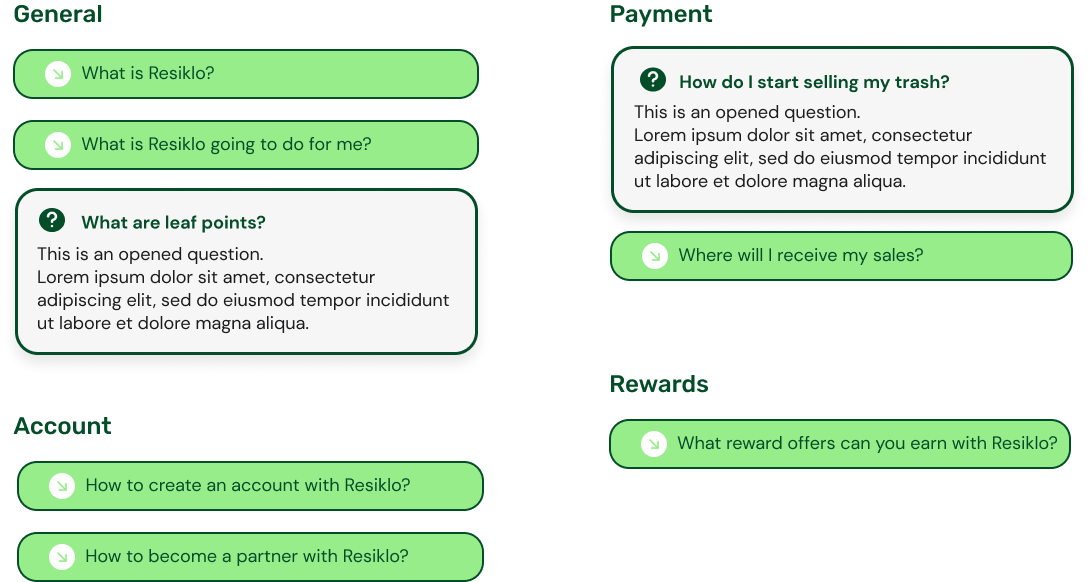 General
What is Resiklo?
What is Resiklo going to do for me?
What are leaf points?
This is an opened question.
Lorem ipsum dolor sit amet, consectetur
adipiscing elit, sed do eiusmod tempor incididunt
ut labore et dolore magna aliqua.
Account
How to create an account with Resiklo?
How to become a partner with Resiklo?
Payment
How do I start selling my trash?
This is an opened question.
Lorem ipsum dolor sit amet, consectetur
adipiscing elit, sed do eiusmod tempor incididunt
ut labore et dolore magna aliqua.
Where will I receive my sales?
Rewards
What reward offers can you earn with Resiklo?